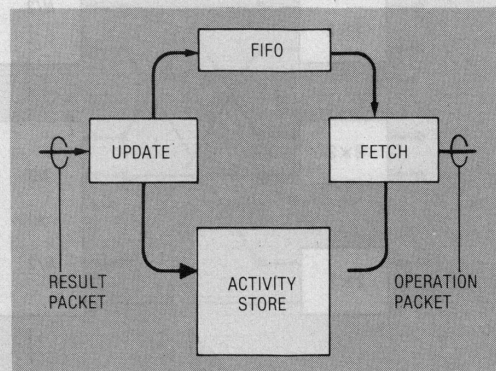 FIFO
UPDATE
FETCH
RESULT
PACKET
ACTIVITY
STORE
OPERATION
PACKET